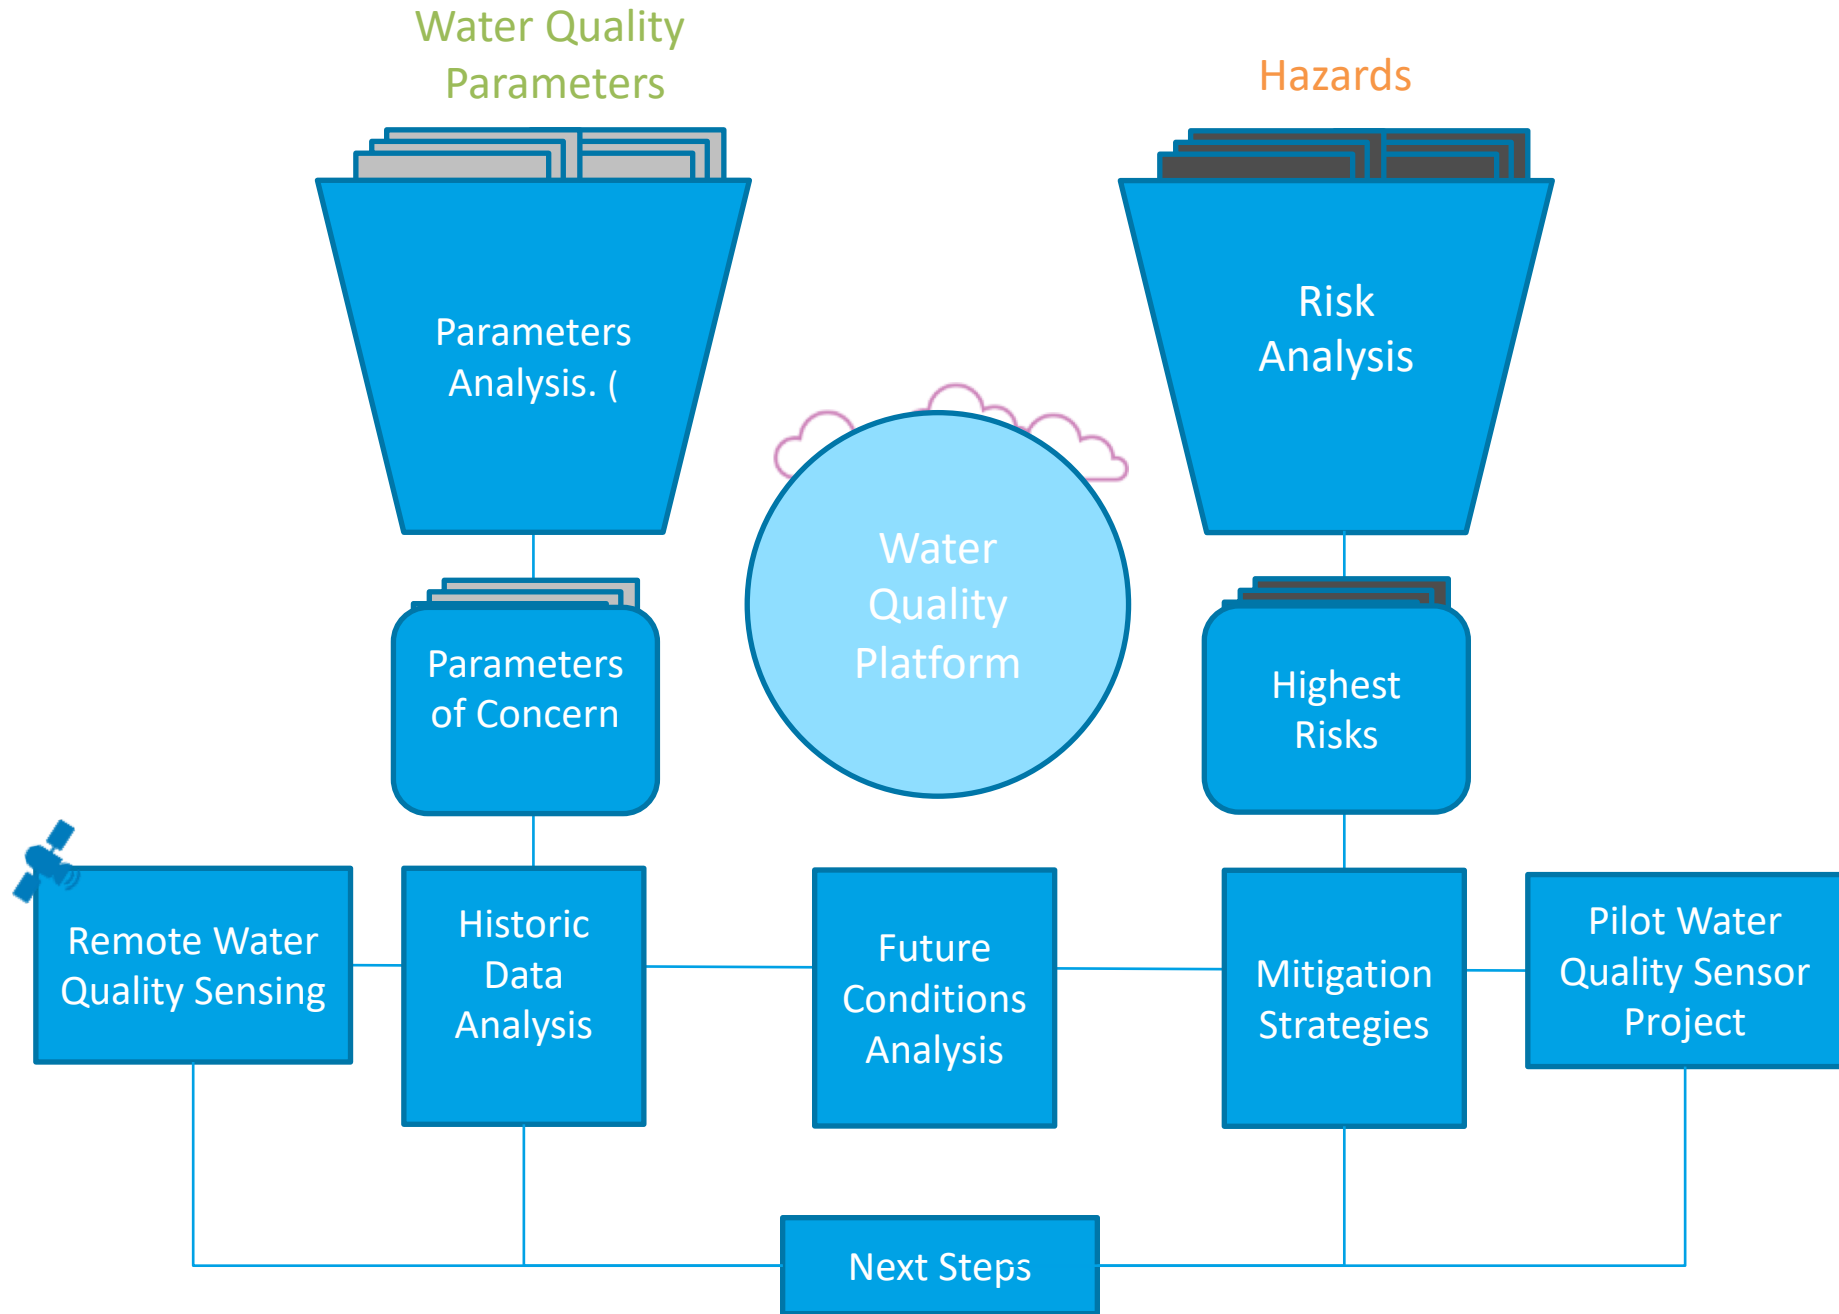 Water Quality
Parameters
Hazards
Parameters
Analysis. (
Risk
Analysis
Water
Quality
Platform
Parameters
of Concern
Highest
Risks
Remote Water
Quality Sensing
Historic
Data
Analysis
Future
Conditions
Analysis
Mitigation
Strategies
Pilot Water
Quality Sensor
Project
Next Steps